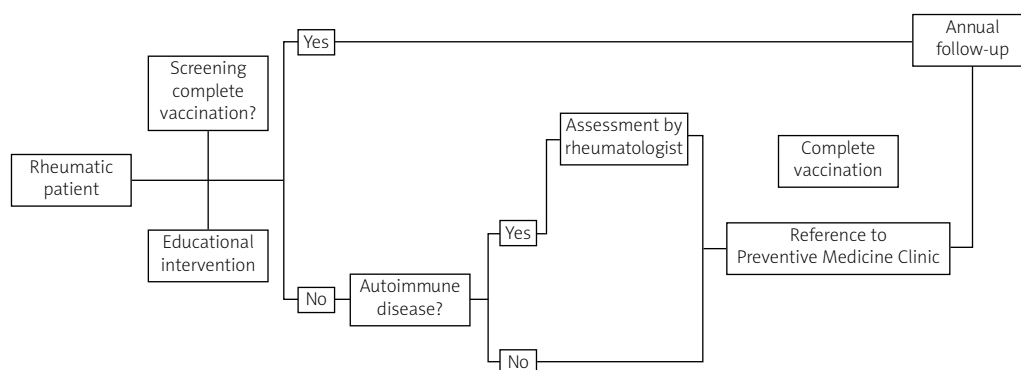 Rheumatic
patient
Screening
complete
vaccination?
Educational
intervention
Yes
No
Autoimmune
disease?
Yes
No
Assessment by
rheumatologist
Complete
vaccination
Reference to
Preventive Medicine Clinic
Annual
follow-up